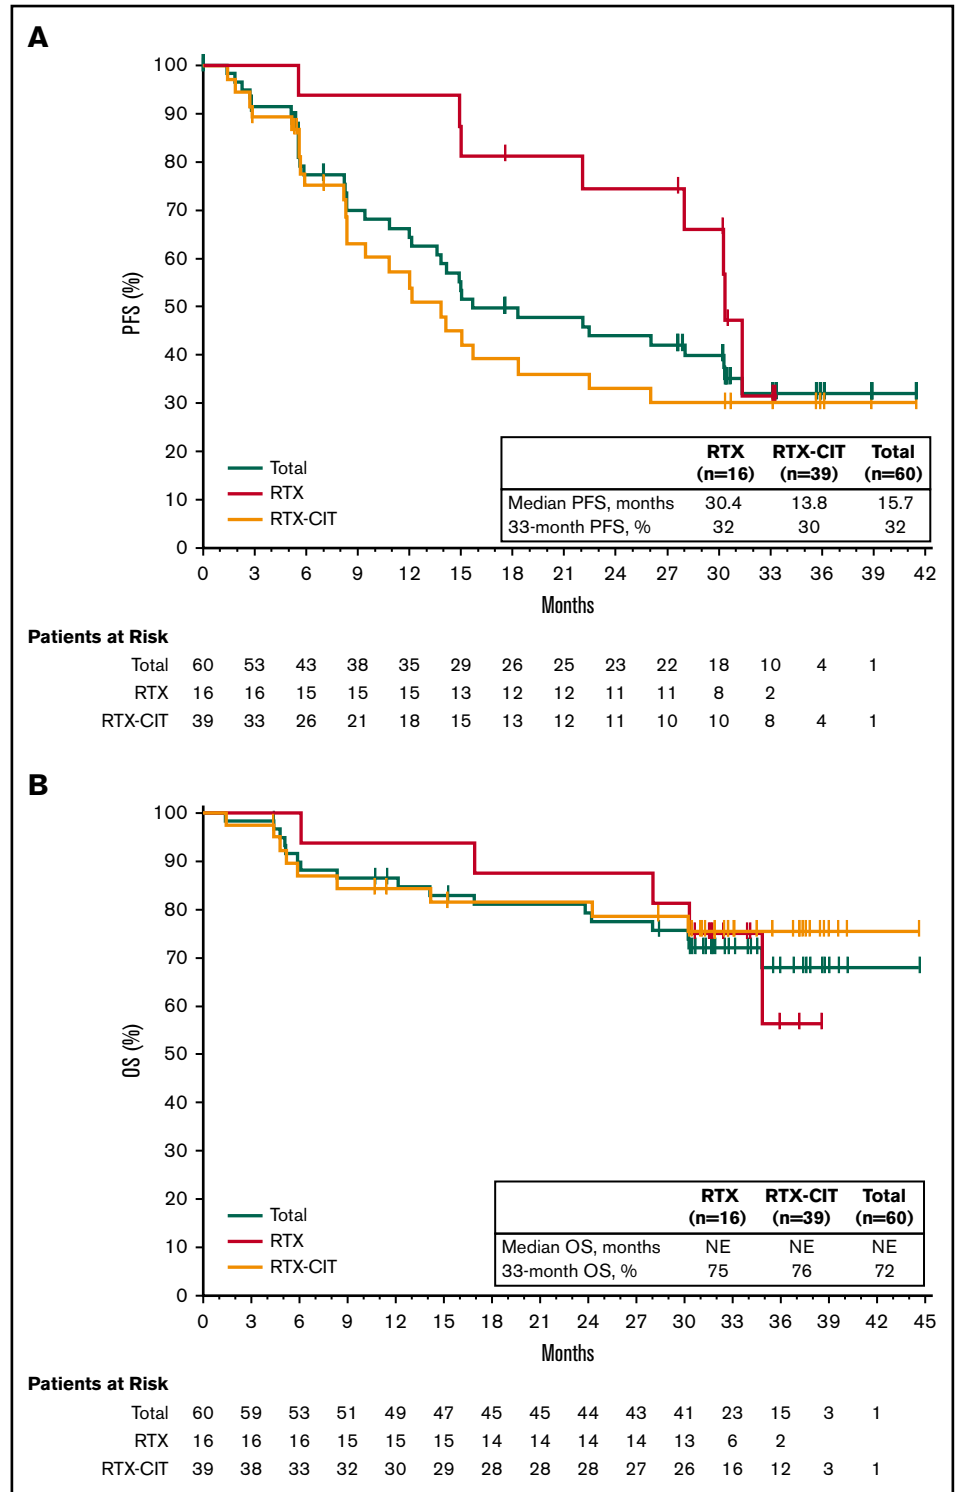 A
100
90
80
70
60
50
40
30
20
10
0
PFS (%)
Total
RTX
RTX-CIT
RTX RTX-CIT Total
(n=16) (n=39) (n=60)
Median PFS, months 30.4 13.8 15.7
33-month PFS, % 32 30 32
0 3 6 9 12 15 18 21 24 27 30 33 36 39 42
Months
Patients at Risk
Total 60 53 43 38 35 29 26 25 23 22 18 10 4 1
RTX 16 16 15 15 15 13 12 12 11 11 8 2
RTX-CIT 39 33 26 21 18 15 13 12 11 10 10 8 4 1
B
100
90
80
70
60
50
40
30
20
10
0
OS (%)
Total
RTX
RTX-CIT
RTX RTX-CIT Total
(n=16) (n=39) (n=60)
Median OS, months NE NE NE
33-month OS, % 75 76 72
0 3 6 9 12 15 18 21 24 27 30 33 36 39 42 45
Months
Patients at Risk
Total 60 59 53 51 49 47 45 45 44 43 41 23 15 3 1
RTX 16 16 16 15 15 15 14 14 14 14 13 6 2
RTX-CIT 39 38 33 32 30 29 28 28 28 27 26 16 12 3 1